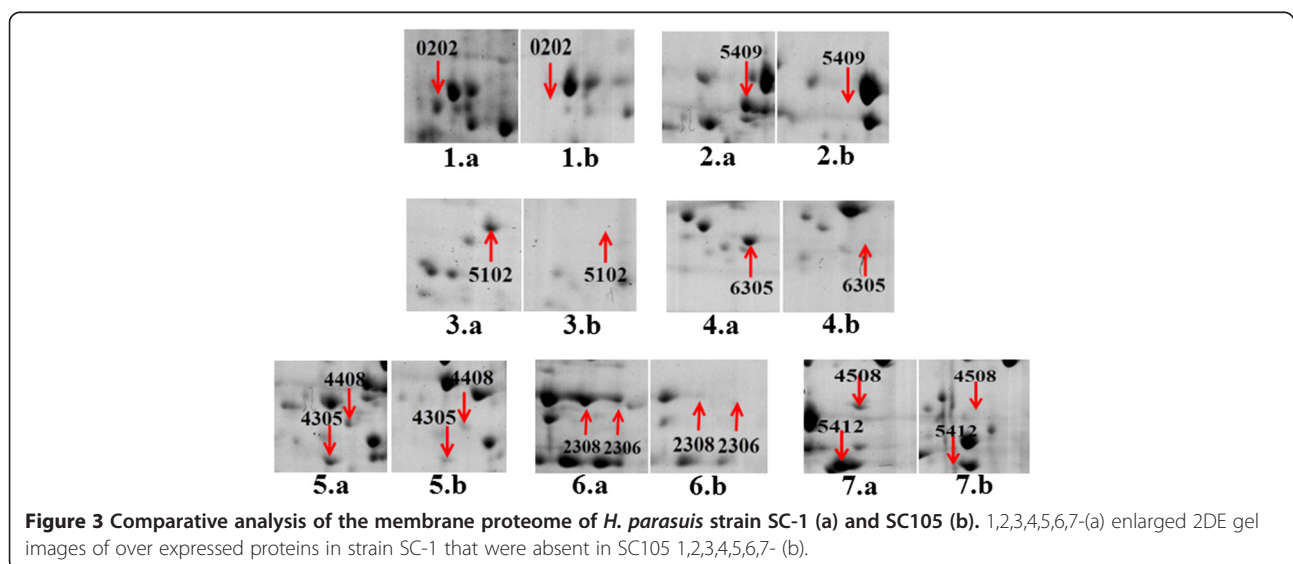 0202 0202 5409 5409
1.a 1.b 2.a 2.b
5102 5102 6305 6305
3.a 3.b 4.a 4.b
4408 4408 4508 4508
4305 4305 2308 2306 2308 2306 5412 5412
5.a 5.b 6.a 6.b 7.a 7.b
Figure 3 Comparative analysis of the membrane proteome of H. parasuis strain SC-1 (a) and SC105 (b). 1,2,3,4,5,6,7-(a) enlarged 2DE gel
images of over expressed proteins in strain SC-1 that were absent in SC105 1,2,3,4,5,6,7- (b).